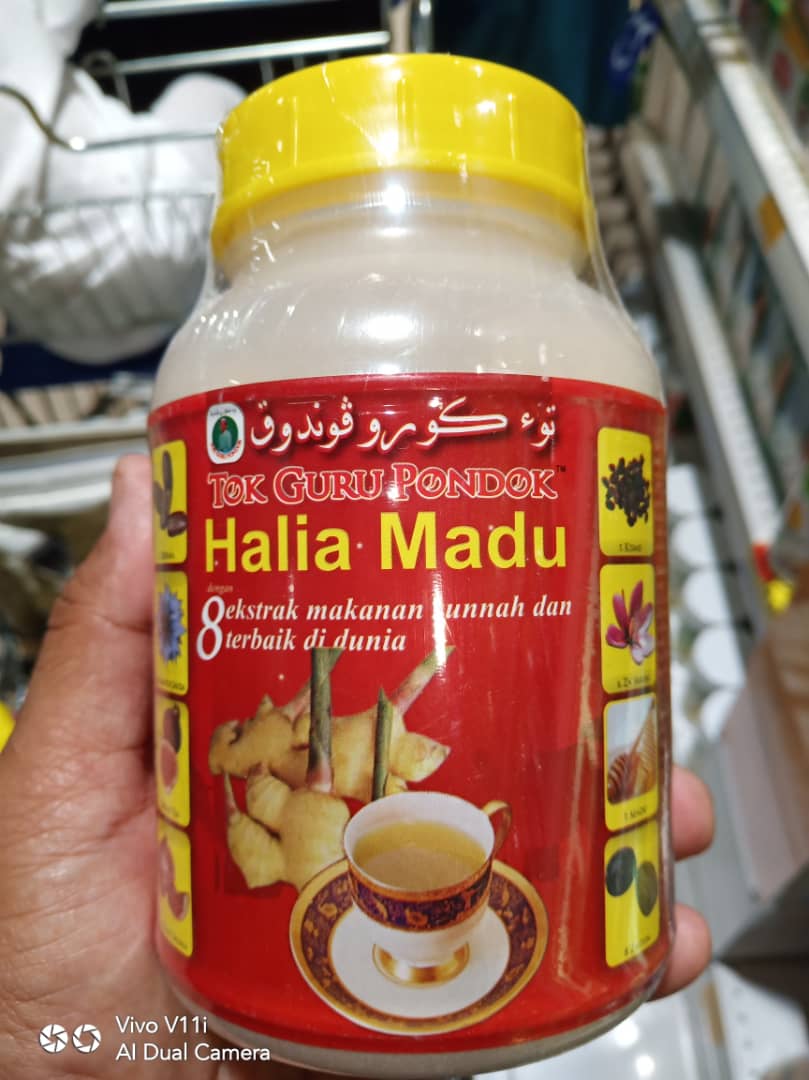 توء ݢورو ڤوندوق
TOK GURU PONDOK™
Halia Madu
dengan
8 ekstrak makanan sunnah dan
terbaik di dunia
Vivo V11i
AI Dual Camera